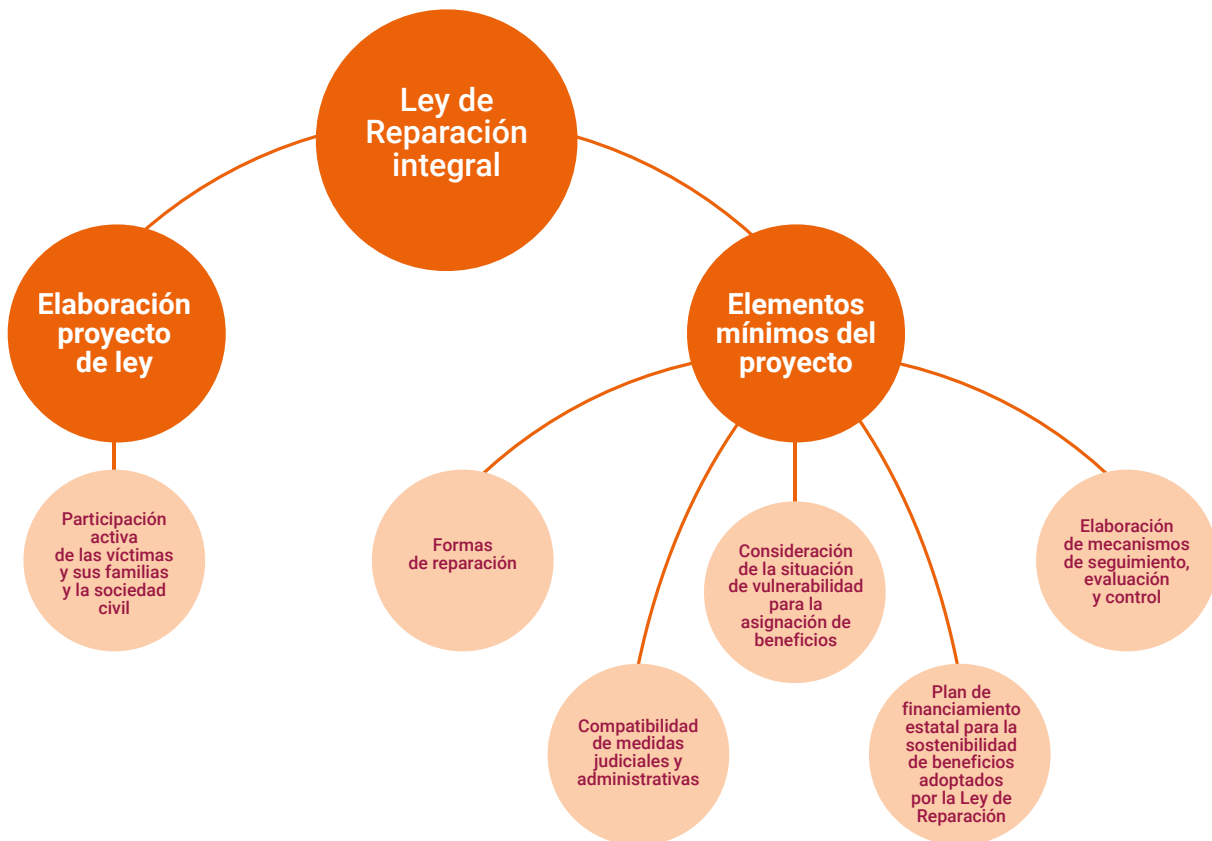 Ley de
Reparación
integral
Elaboración
proyecto
de ley
Elementos
mínimos del
proyecto
Participación
activa
de las víctimas
y sus familias
y la sociedad
civil
Formas
de reparación
Compatibilidad
de medidas
judiciales y
administrativas
Consideración
de la situación
de vulnerabilidad
para la
asignación de
beneficios
Plan de
financiamiento
estatal para la
sostenibilidad
de beneficios
adoptados
por la Ley de
Reparación
Elaboración
de mecanismos
de seguimiento,
evaluación
y control